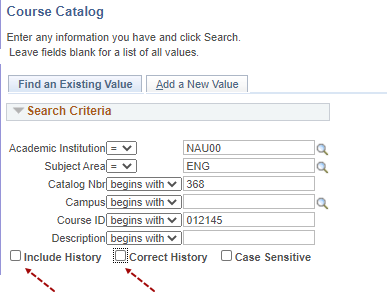 Course Catalog
Enter any information you have and click Search.
Leave fields blank for a list of all values.
Find an Existing Value Add a New Value
Search Criteria
Academic Institution = NAU00
Subject Area = ENG
Catalog Nbr begins with 368
Campus begins with
Course ID begins with 012145
Description begins with
Include History Correct History Case Sensitive